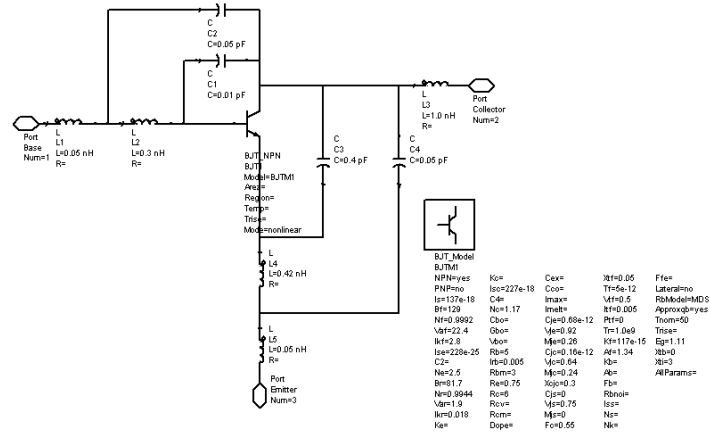 C
C2
C=0.05 pF
C
C1
C=0.01 pF
Port
Base
Num=1
L
L1
L=0.05 nH
R=
L
L2
L=0.3 nH
R=
BJT_NPN
BJT1
Model=BJTM1
Area=
Region=
Temp=
Trise=
Mode=nonlinear
C
C3
C=0.4 pF
C
C4
C=0.05 pF
L
L3
L=1.0 nH
R=
Port
Collector
Num=2
L
L4
L=0.42 nH
R=
L
L5
L=0.05 nH
R=
Port
Emitter
Num=3
BJT_Model
BJTM1
NPN=yes
PNP=no
Is=137e-18
Bf=129
Nf=0.9992
Vaf=22.4
Ikf=2.8
Ise=228e-25
C2=
Ne=2.5
Br=81.7
Nr=0.9944
Var=1.9
Ikr=0.018
Ke=
Kc=
Isc=227e-18
C4=
Nc=1.17
Cbo=
Gbo=
Vbo=
Rb=5
Irb=0.005
Rbm=3
Re=0.75
Rc=6
Rcv=
Rcm=
Dope=
Cex=
Cco=
Imax=
Imelt=
Cje=0.68e-12
Vje=0.92
Mje=0.26
Cjc=0.16e-12
Vjc=0.64
Mjc=0.24
Xcjc=0.3
Cjs=0
Vjs=0.75
Mjs=0
Fc=0.55
Xtf=0.05
Tf=5e-12
Vtf=0.5
Itf=0.005
Ptf=0
Tr=1.0e9
Kf=117e-15
Af=1.34
Kb=
Ab=
Fb=
Rbnoi=
Iss=
Ns=
Nk=
Ffe=
Lateral=no
RbModel=MDS
Approxqb=yes
Tnom=50
Trise=
Eg=1.11
Xtb=0
Xti=3
AllParams=